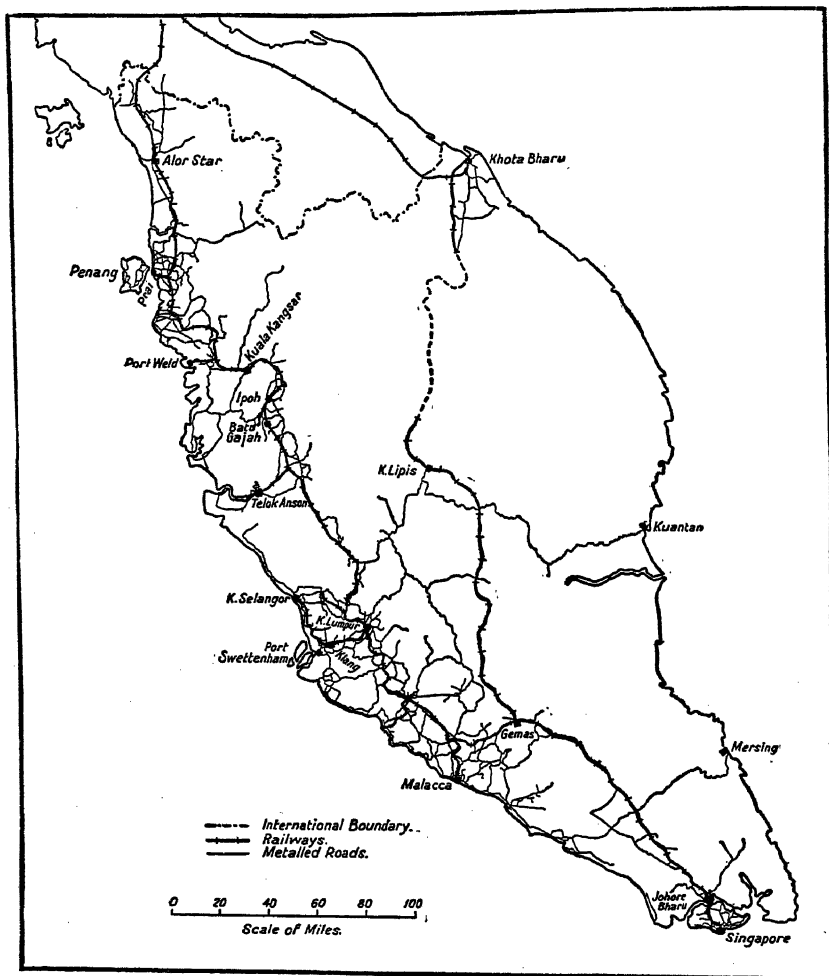 Alor Star
Khota Bharu
Penang
Prai
Kuala Kangsar
Port Weld
Ipoh
Batu
Gajah
K. Lipis
Telok Anson
Kuantan
K. Selangor
K. Lumpur
Port
Swettenham
Klang
Gemas
Mersing
Malacca
International Boundary...
Railways.
Metalled Roads.
Johore
Bharu
0 20 40 60 80 100
Scale of Miles.
Singapore